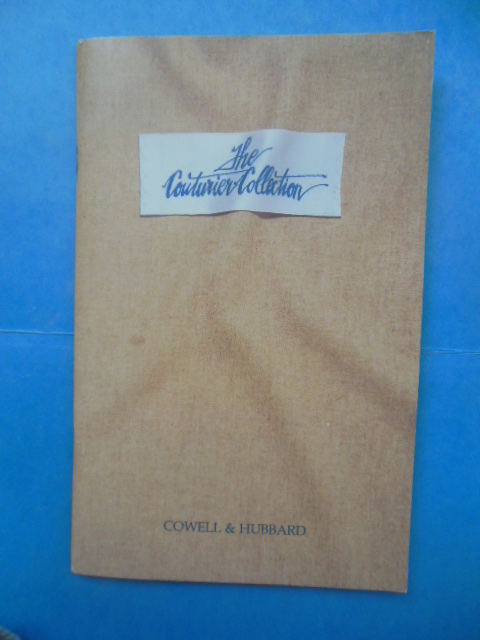 The
Couturier Collection
COWELL & HUBBARD